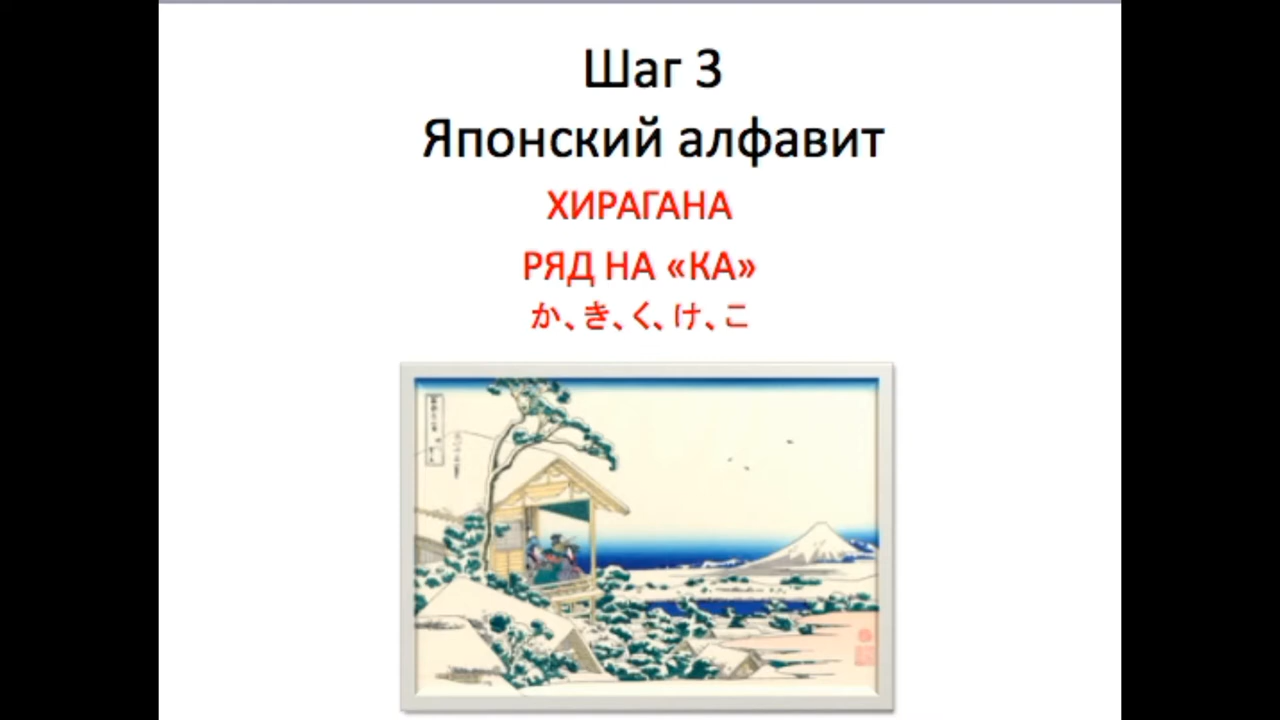 Шаг 3
Японский алфавит
ХИРАГАНА
РЯД НА «КА»
か、き、く、け、こ